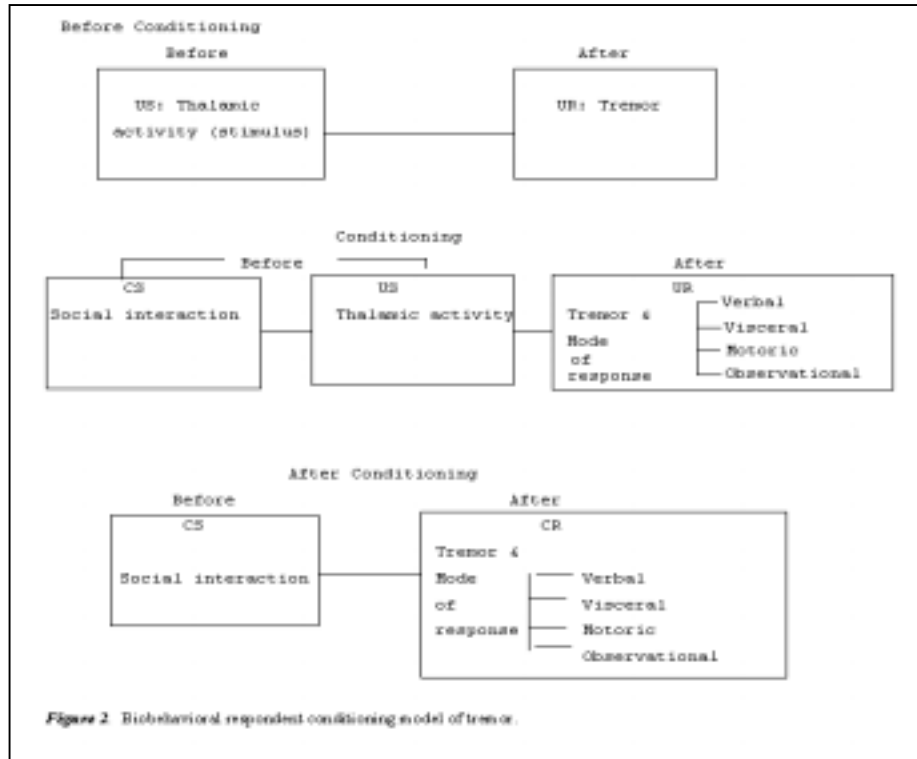 Before Conditioning
Before After
US: Thalamic UR: Tremor
activity (stimulus)
Conditioning
Before After
CS US UR
Social interaction Thalamic activity Tremor & Verbal
Visceral
Mode Motoric
of
response Observational
After Conditioning
Before After
CS CR
Tremor &
Social interaction Mode Verbal
of Visceral
response Motoric
Observational
Figure 2. Biobehavioral respondent conditioning model of tremor.